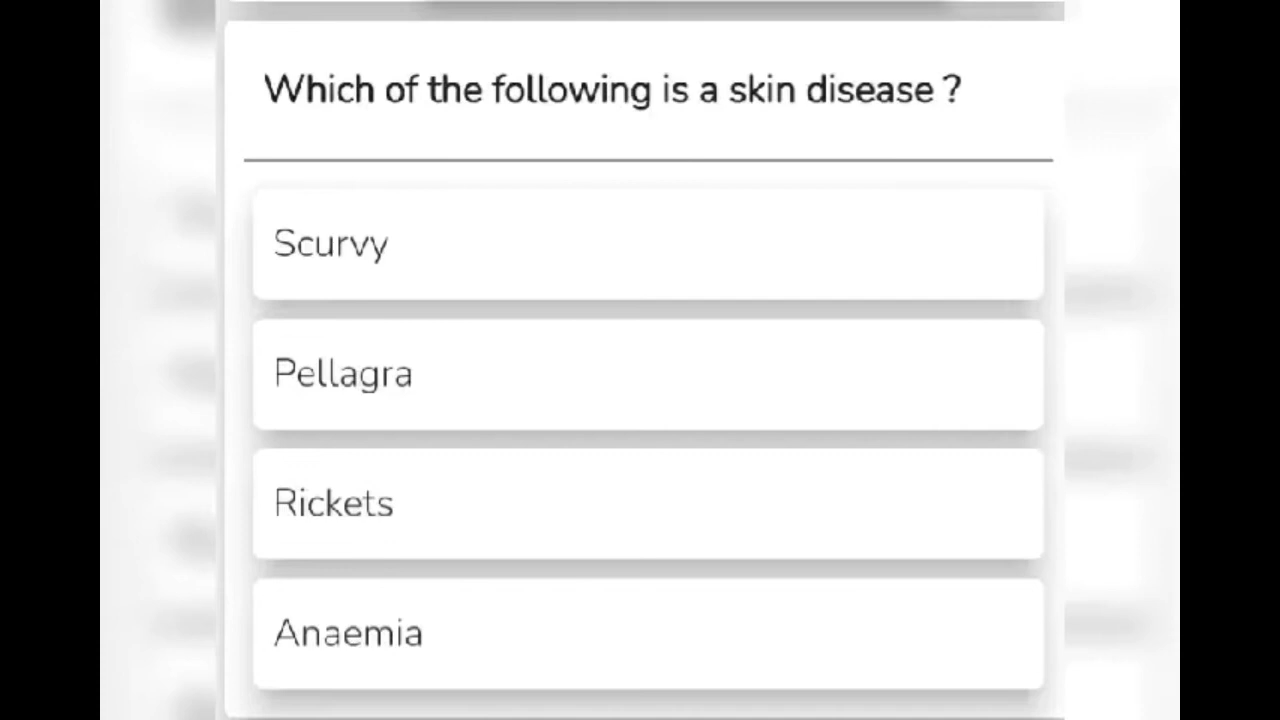 Which of the following is a skin disease ?
Scurvy
Pellagra
Rickets
Anaemia